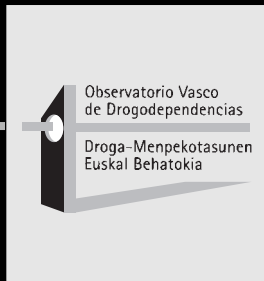 Observatorio Vasco
de Drogodependencias
Droga-Menpekotasunen
Euskal Behatokia